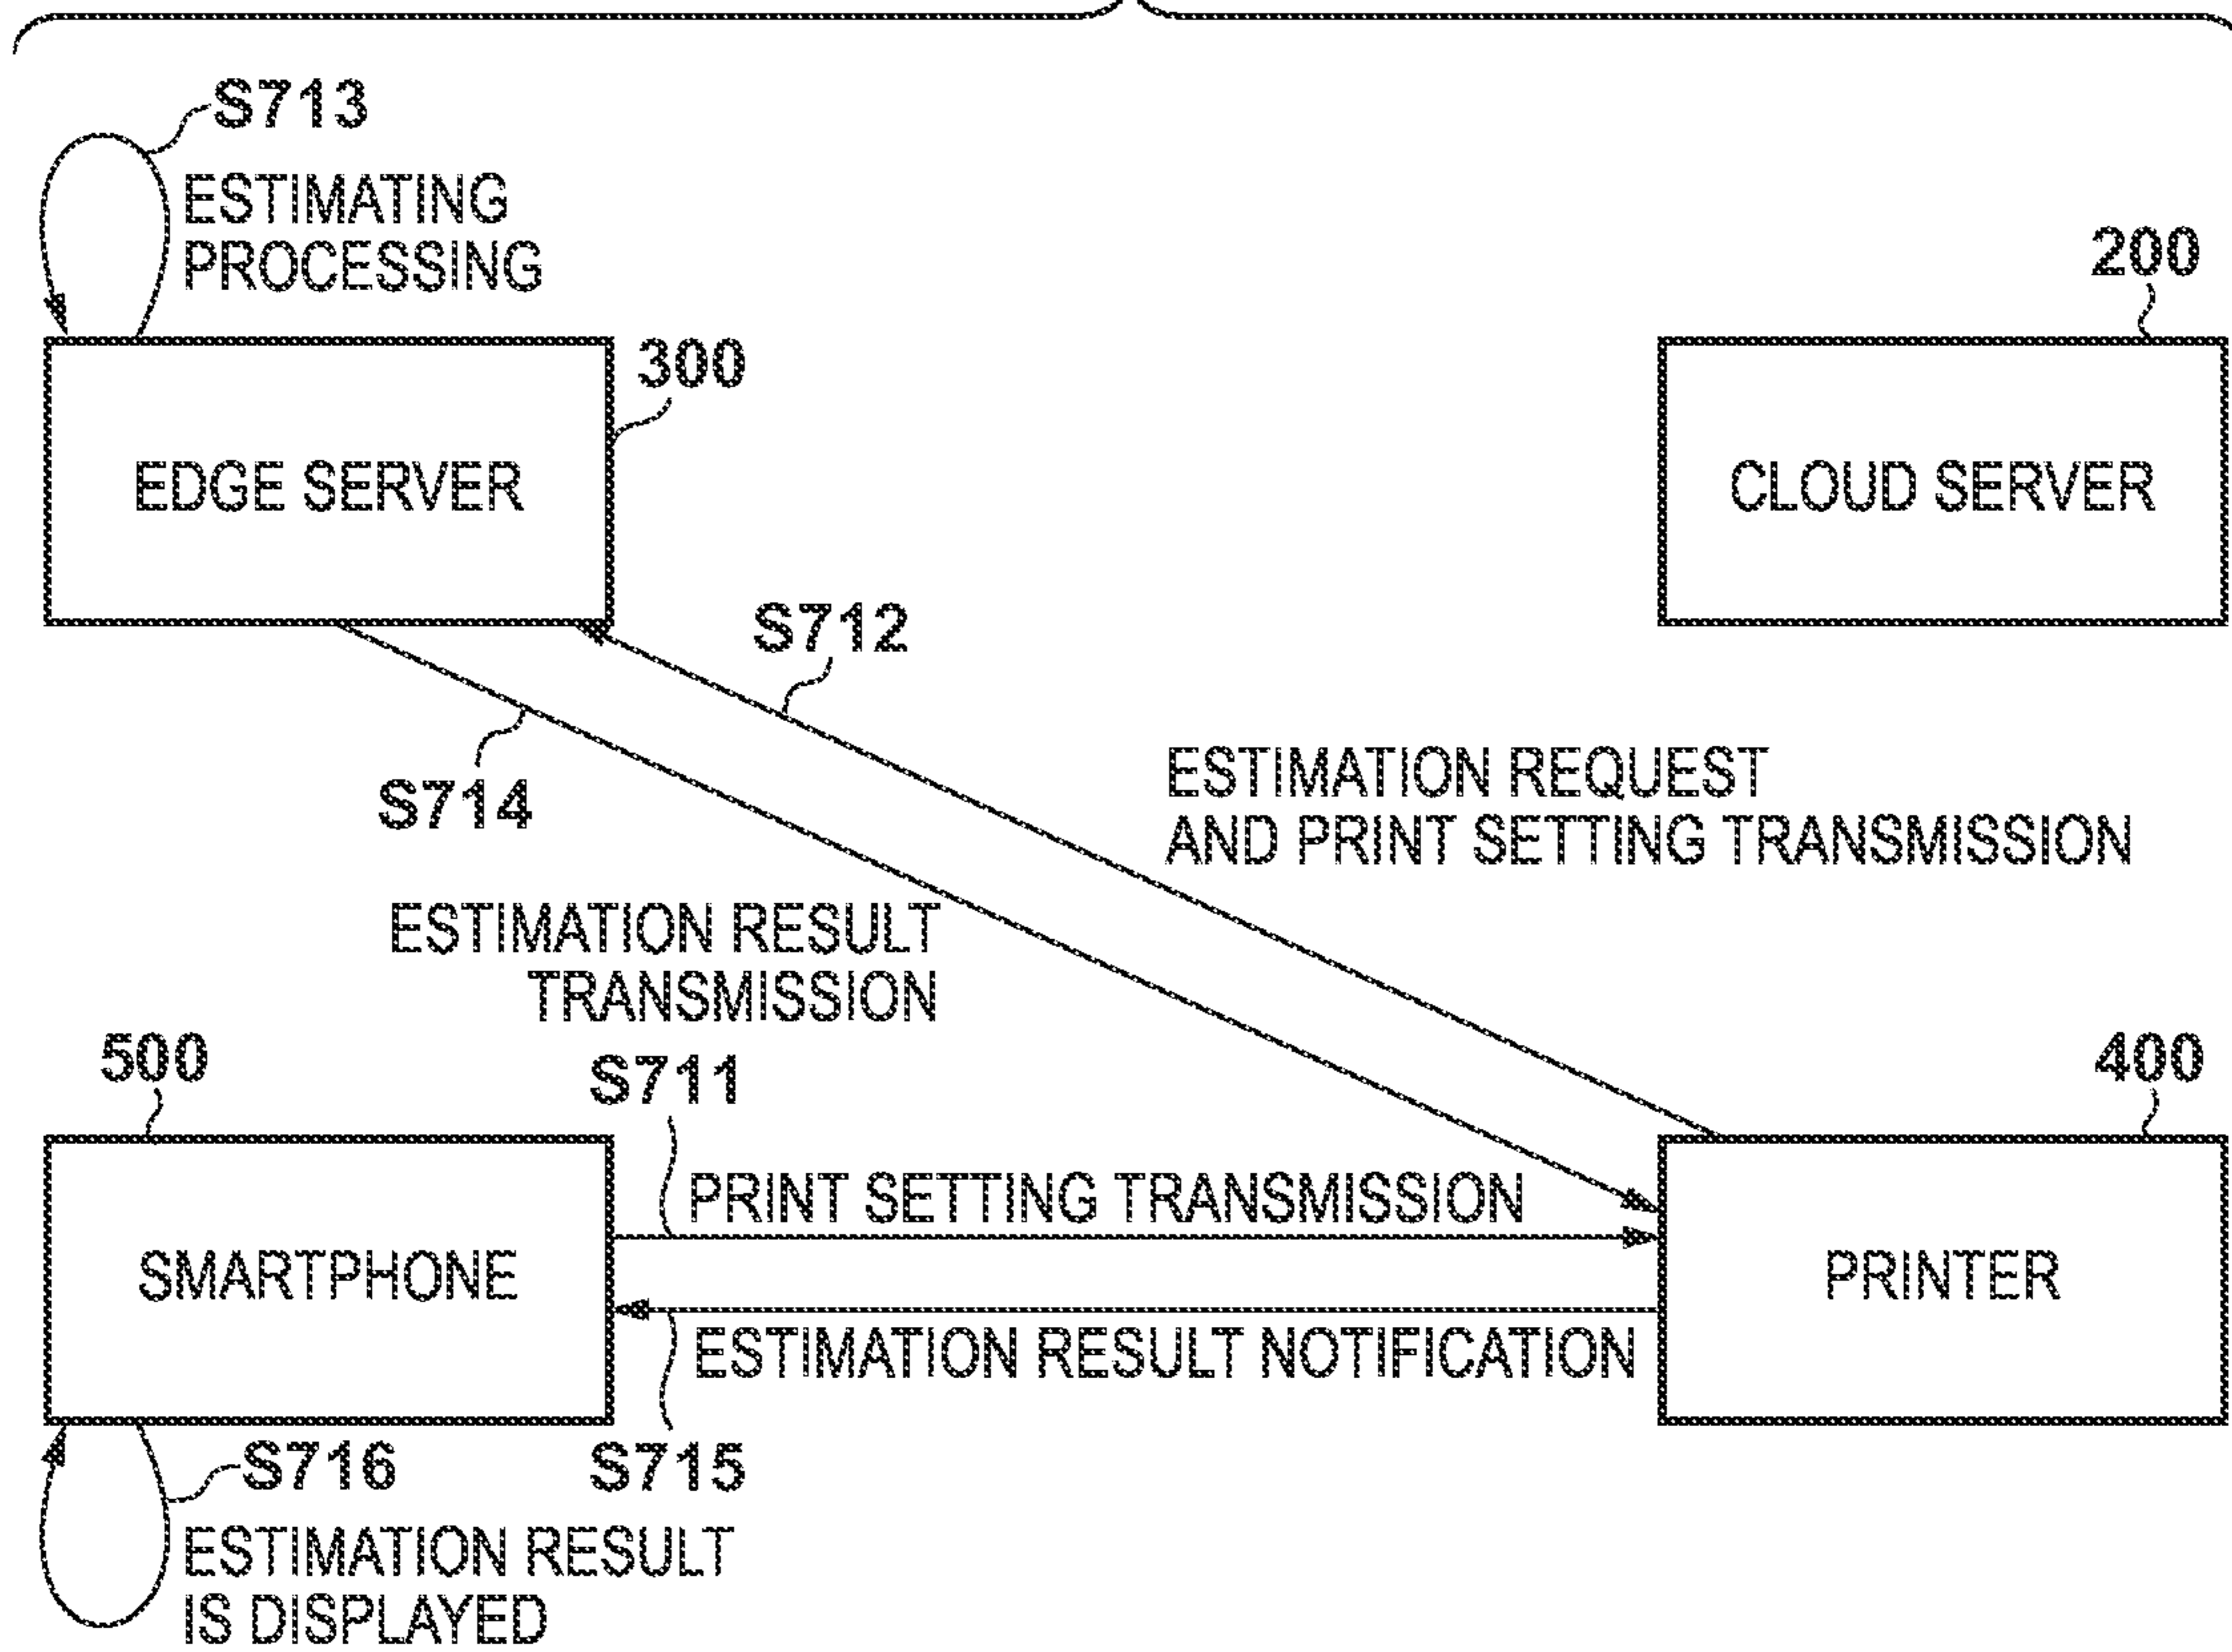 S713
ESTIMATING
PROCESSING
200
300
EDGE SERVER
CLOUD SERVER
S712
S714
ESTIMATION REQUEST
AND PRINT SETTING TRANSMISSION
ESTIMATION RESULT
TRANSMISSION
500
S711
400
PRINT SETTING TRANSMISSION
SMARTPHONE
PRINTER
ESTIMATION RESULT NOTIFICATION
S716
S715
ESTIMATION RESULT
IS DISPLAYED